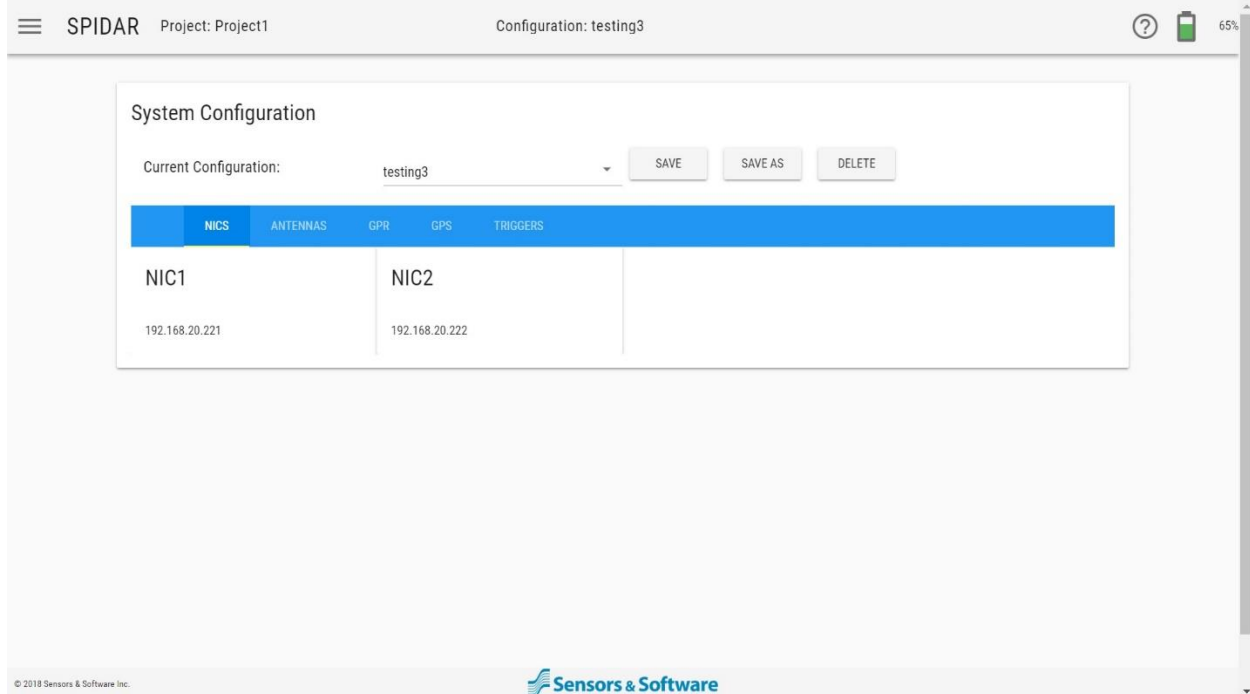 SPIDAR Project: Project1 Configuration: testing3 65%
System Configuration
Current Configuration: testing3 SAVE SAVE AS DELETE
NICS ANTENNAS GPR GPS TRIGGERS
NIC1 NIC2
192.168.20.221 192.168.20.222
© 2018 Sensors & Software Inc. Sensors & Software